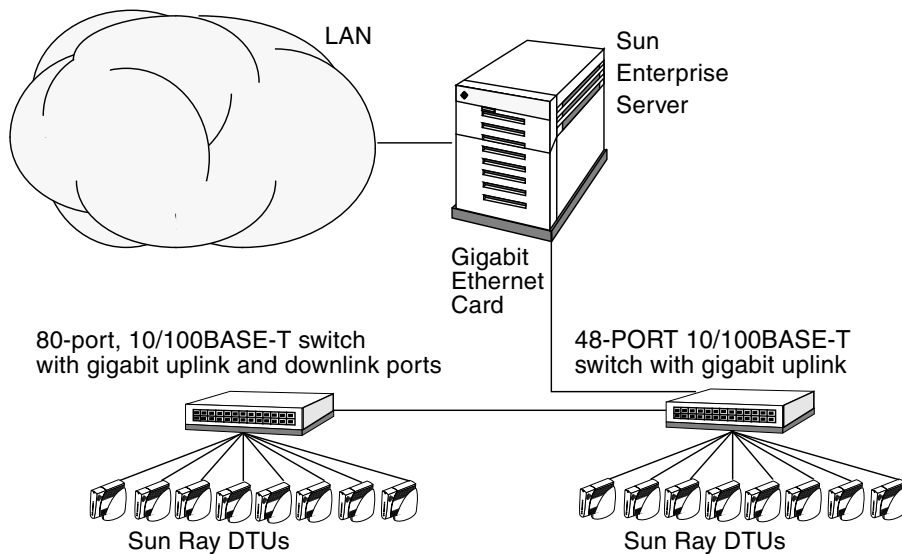 LAN
Sun
Enterprise
Server
Gigabit
Ethernet
Card
80-port, 10/100BASE-T switch
with gigabit uplink and downlink ports
48-PORT 10/100BASE-T
switch with gigabit uplink
Sun Ray DTUs
Sun Ray DTUs